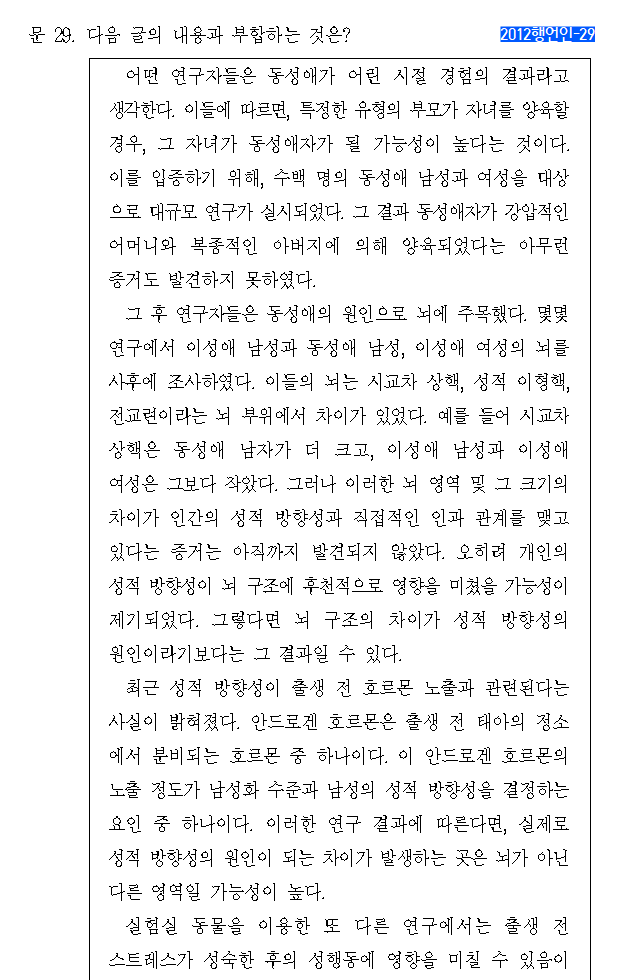 문 29. 다음 글의 내용과 부합하는 것은?
2012행언인-29
어떤 연구자들은 동성애가 어린 시절 경험의 결과라고
생각한다. 이들에 따르면, 특정한 유형의 부모가 자녀를 양육할
경우, 그 자녀가 동성애자가 될 가능성이 높다는 것이다.
이를 입증하기 위해, 수백 명의 동성애 남성과 여성을 대상
으로 대규모 연구가 실시되었다. 그 결과 동성애자가 강압적인
어머니와 복종적인 아버지에 의해 양육되었다는 아무런
증거도 발견하지 못하였다.
그 후 연구자들은 동성애의 원인으로 뇌에 주목했다. 몇몇
연구에서 이성애 남성과 동성애 남성, 이성애 여성의 뇌를
사후에 조사하였다. 이들의 뇌는 시교차 상핵, 성적 이형핵,
전교련이라는 뇌 부위에서 차이가 있었다. 예를 들어 시교차
상핵은 동성애 남자가 더 크고, 이성애 남성과 이성애
여성은 그보다 작았다. 그러나 이러한 뇌 영역 및 그 크기의
차이가 인간의 성적 방향성과 직접적인 인과 관계를 맺고
있다는 증거는 아직까지 발견되지 않았다. 오히려 개인의
성적 방향성이 뇌 구조에 후천적으로 영향을 미쳤을 가능성이
제기되었다. 그렇다면 뇌 구조의 차이가 성적 방향성의
원인이라기보다는 그 결과일 수 있다.
최근 성적 방향성이 출생 전 호르몬 노출과 관련된다는
사실이 밝혀졌다. 안드로겐 호르몬은 출생 전 태아의 정소
에서 분비되는 호르몬 중 하나이다. 이 안드로겐 호르몬의
노출 정도가 남성화 수준과 남성의 성적 방향성을 결정하는
요인 중 하나이다. 이러한 연구 결과에 따른다면, 실제로
성적 방향성의 원인이 되는 차이가 발생하는 곳은 뇌가 아닌
다른 영역일 가능성이 높다.
실험실 동물을 이용한 또 다른 연구에서는 출생 전
스트레스가 성숙한 후의 성행동에 영향을 미칠 수 있음이